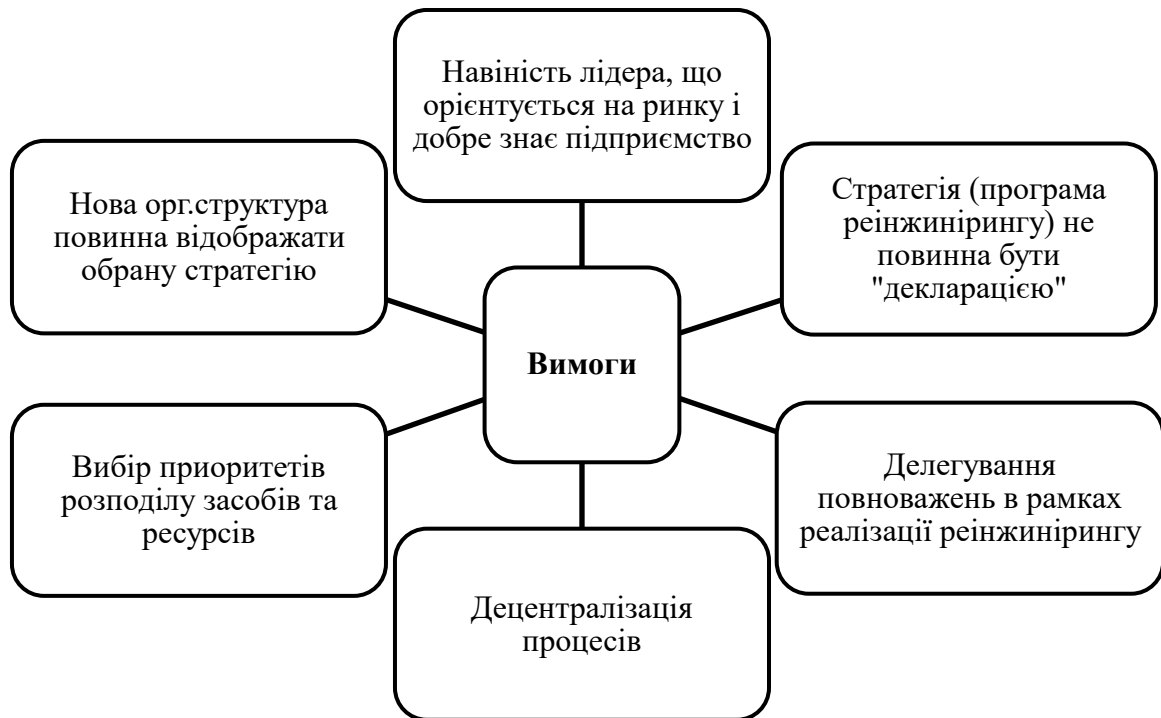 Навіність лідера, що
орієнтується на ринку і
добре знає підприємство
Стратегія (програма
реінжинірингу) не
повинна бути
"декларацією"
Делегування
повноважень в рамках
реалізації реінжинірингу
Децентралізація
процесів
Вибір приоритетів
розподілу засобів та
ресурсів
Нова орг.структура
повинна відображати
обрану стратегію
Вимоги